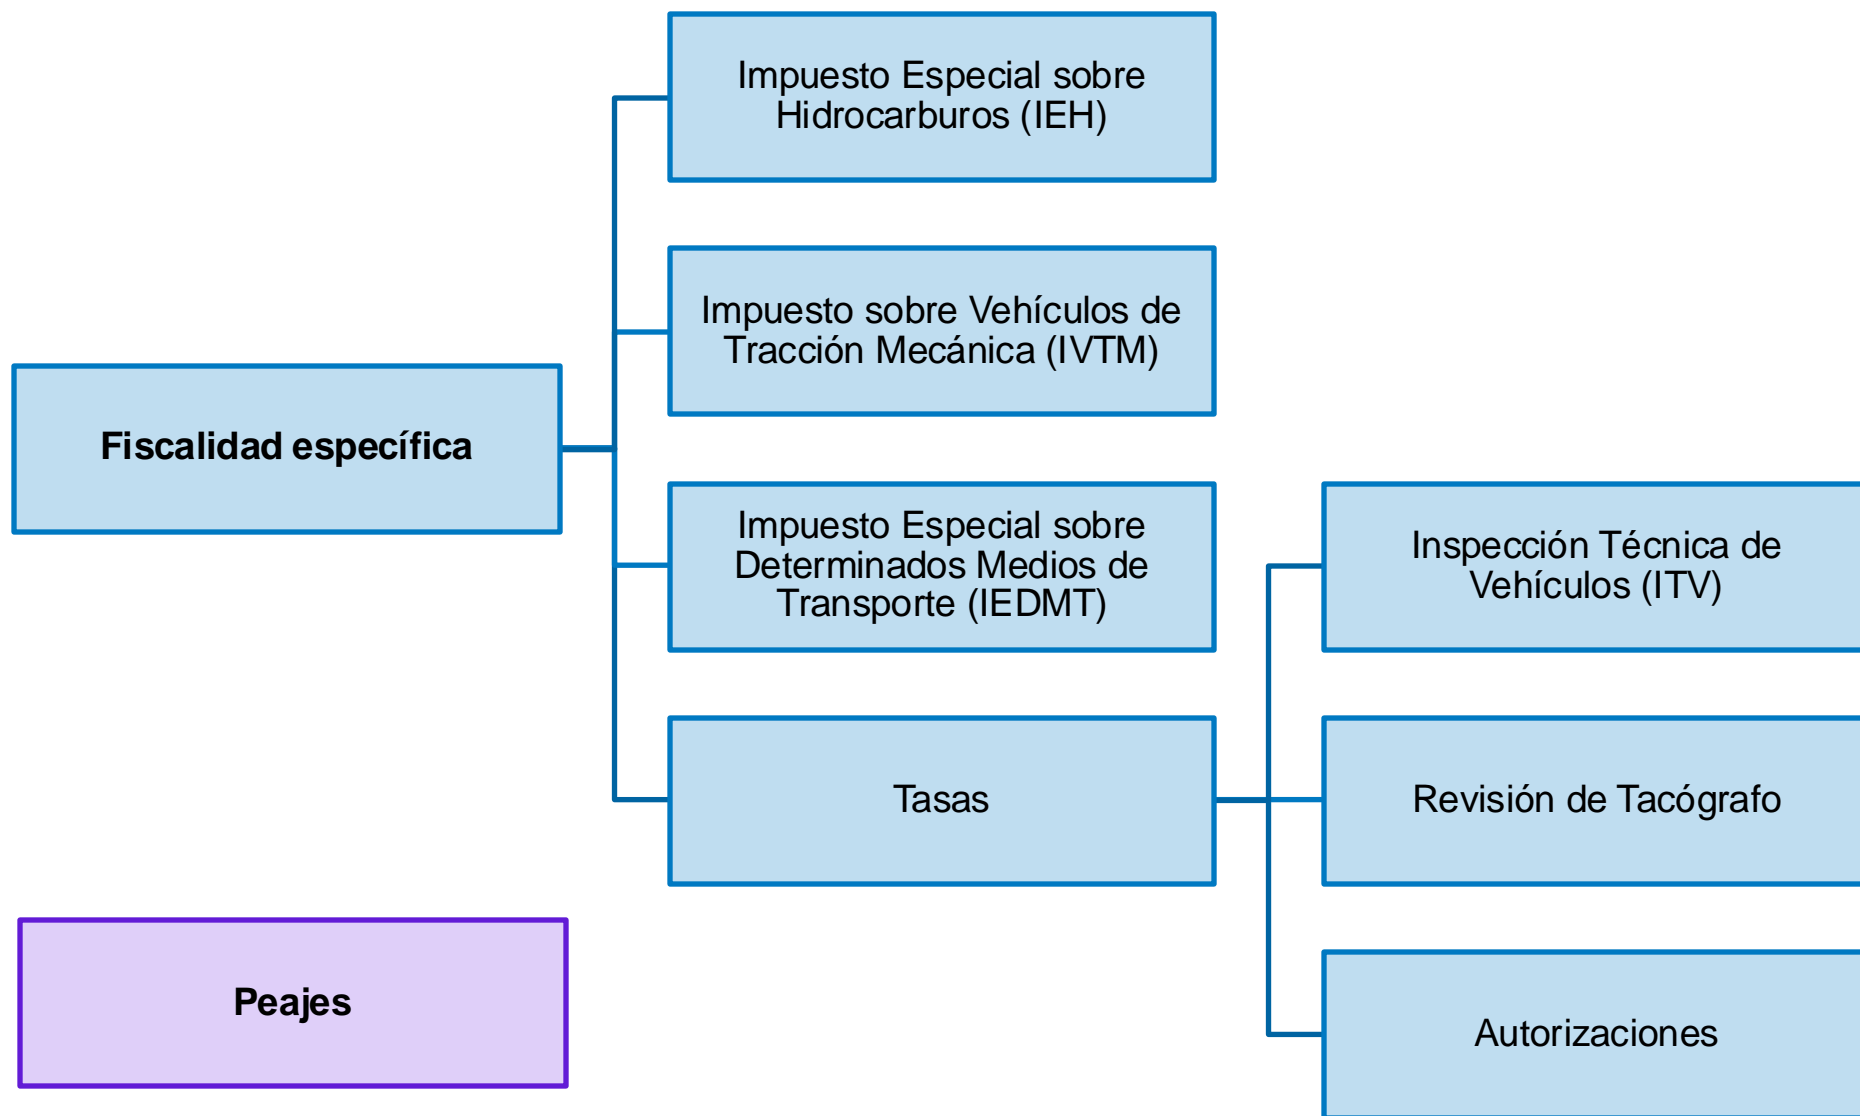 Impuesto Especial sobre
Hidrocarburos (IEH)
Impuesto sobre Vehículos de
Tracción Mecánica (IVTM)
Fiscalidad específica
Impuesto Especial sobre
Determinados Medios de
Transporte (IEDMT)
Inspección Técnica de
Vehículos (ITV)
Tasas
Revisión de Tacógrafo
Peajes
Autorizaciones